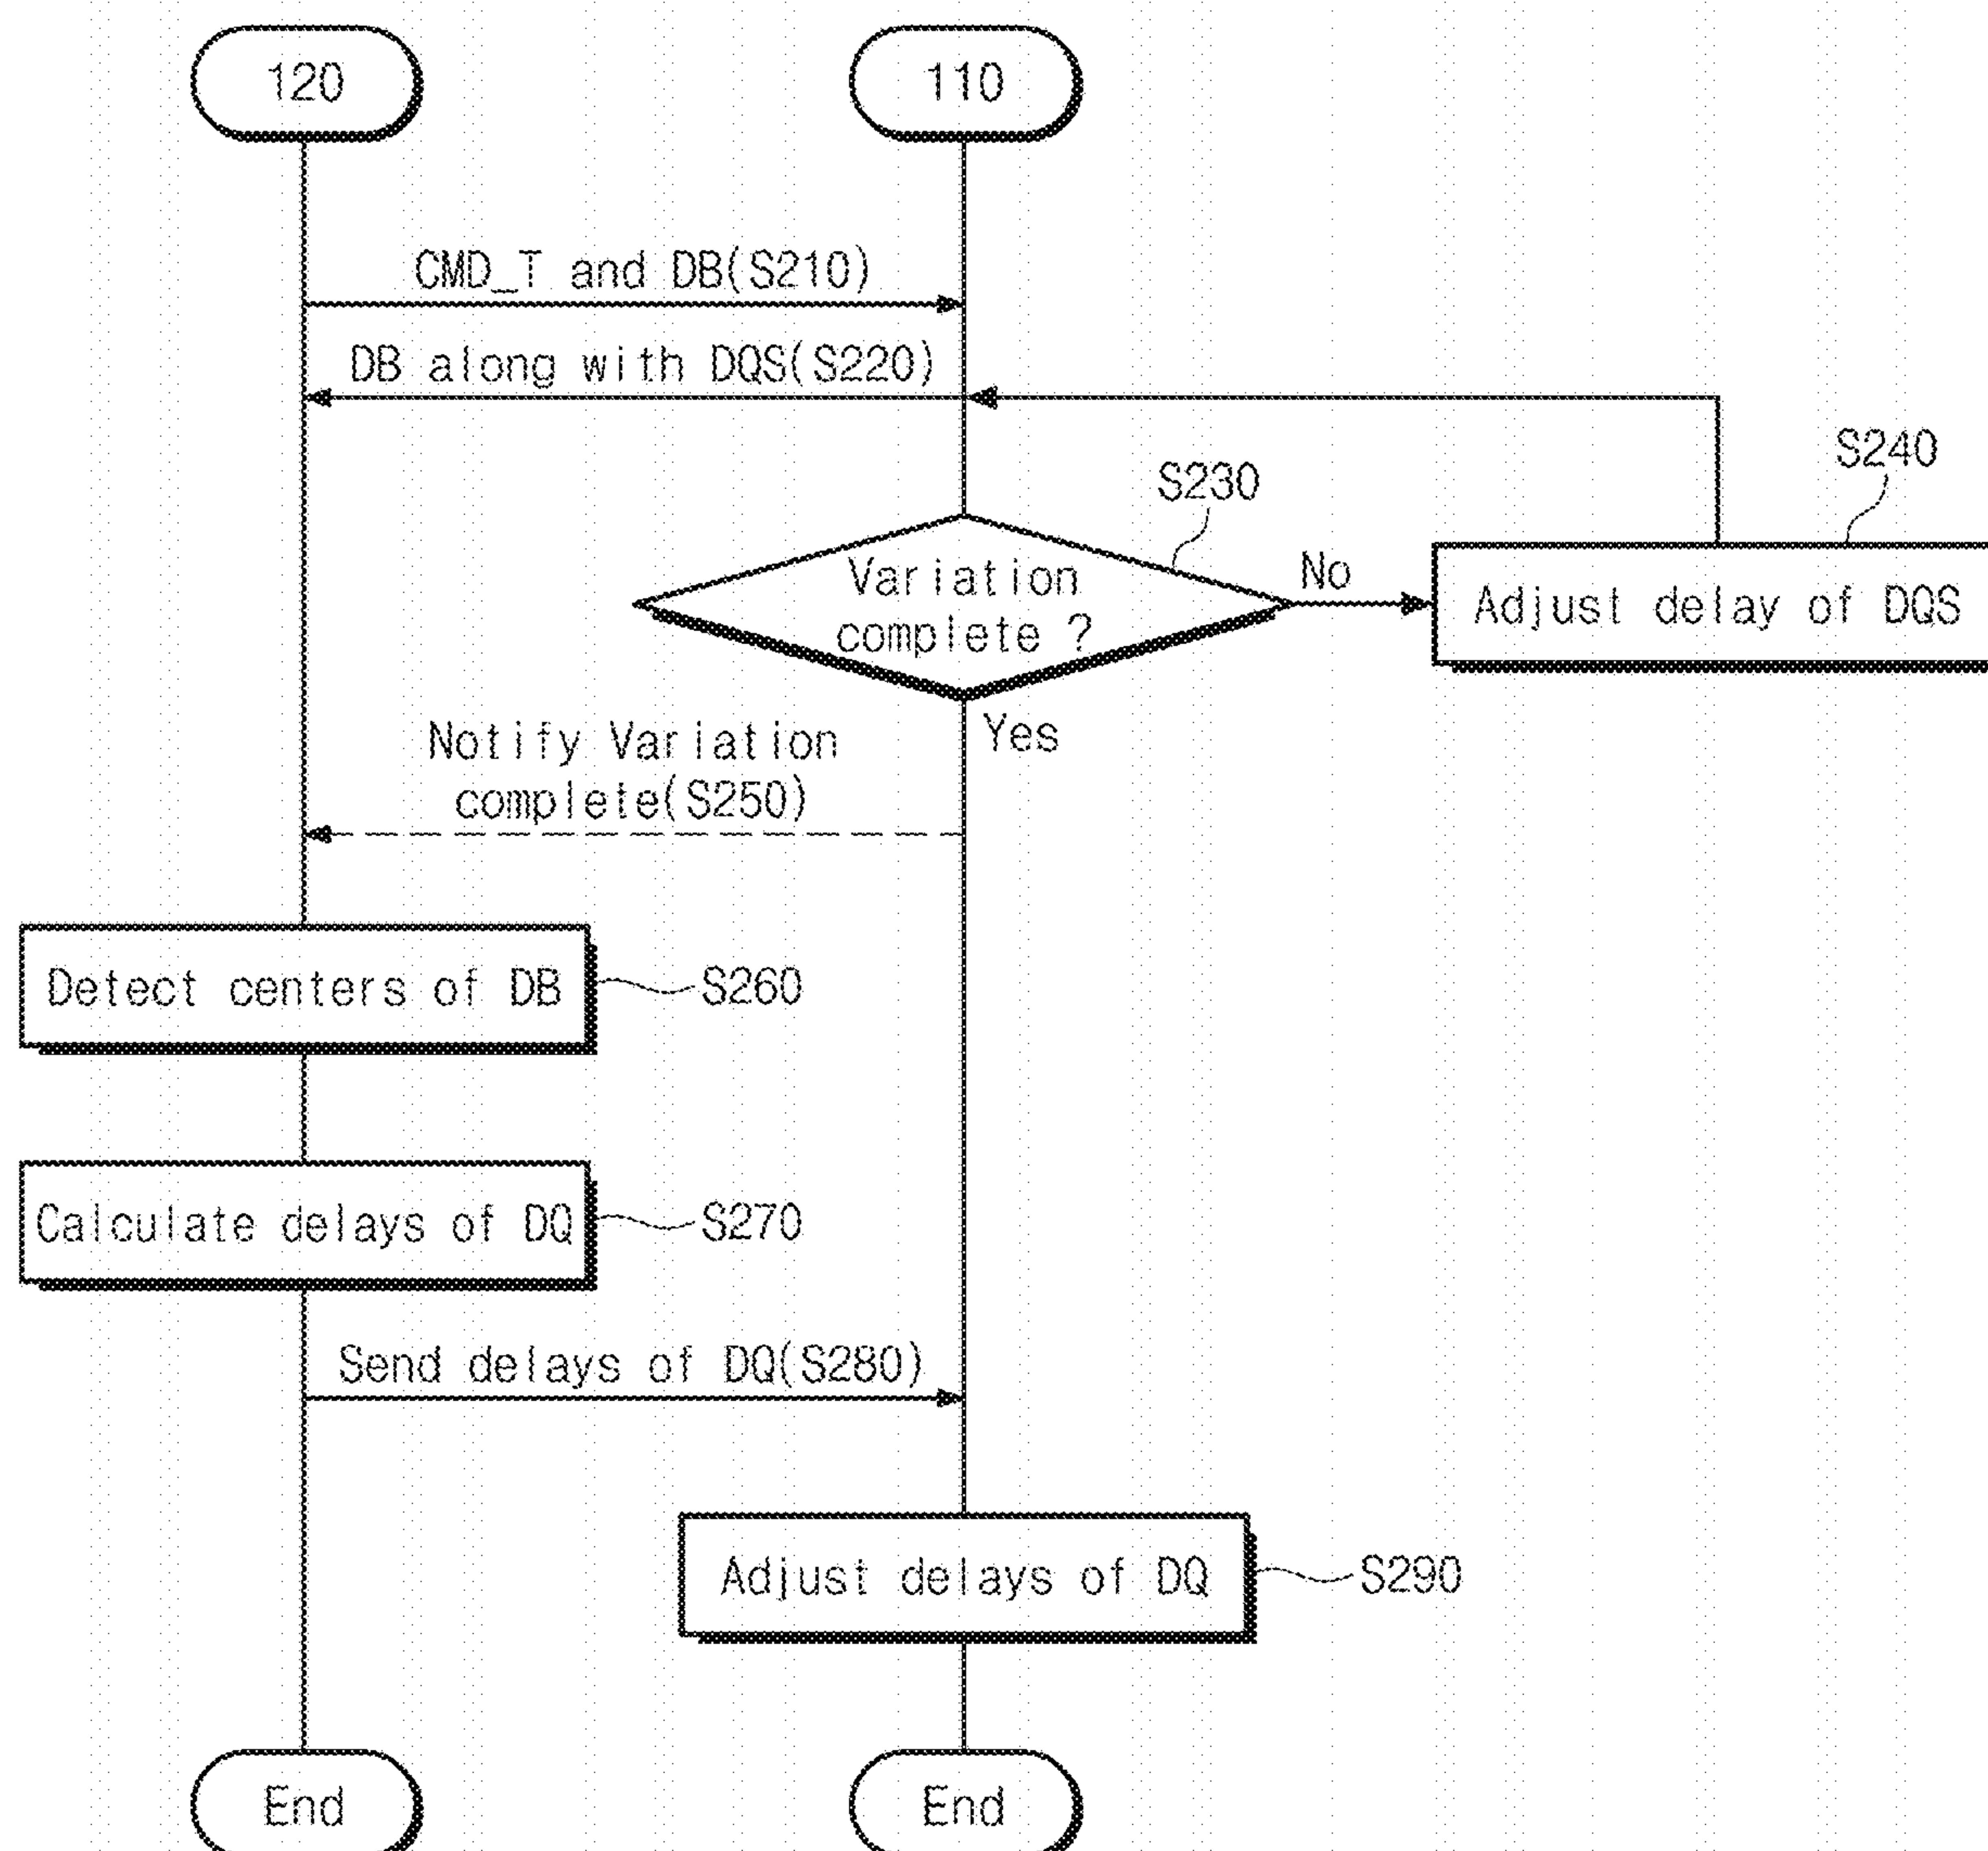 120
110
CMD_T and DB(S210)
DB along with DQS(S220)
S240
S230
Variation
complete ?
No
Adjust delay of DQS
Yes
Notify Variation
complete(S250)
Detect centers of DB
S260
Calculate delays of DQ
S270
Send delays of DQ(S280)
Adjust delays of DQ
S290
End
End